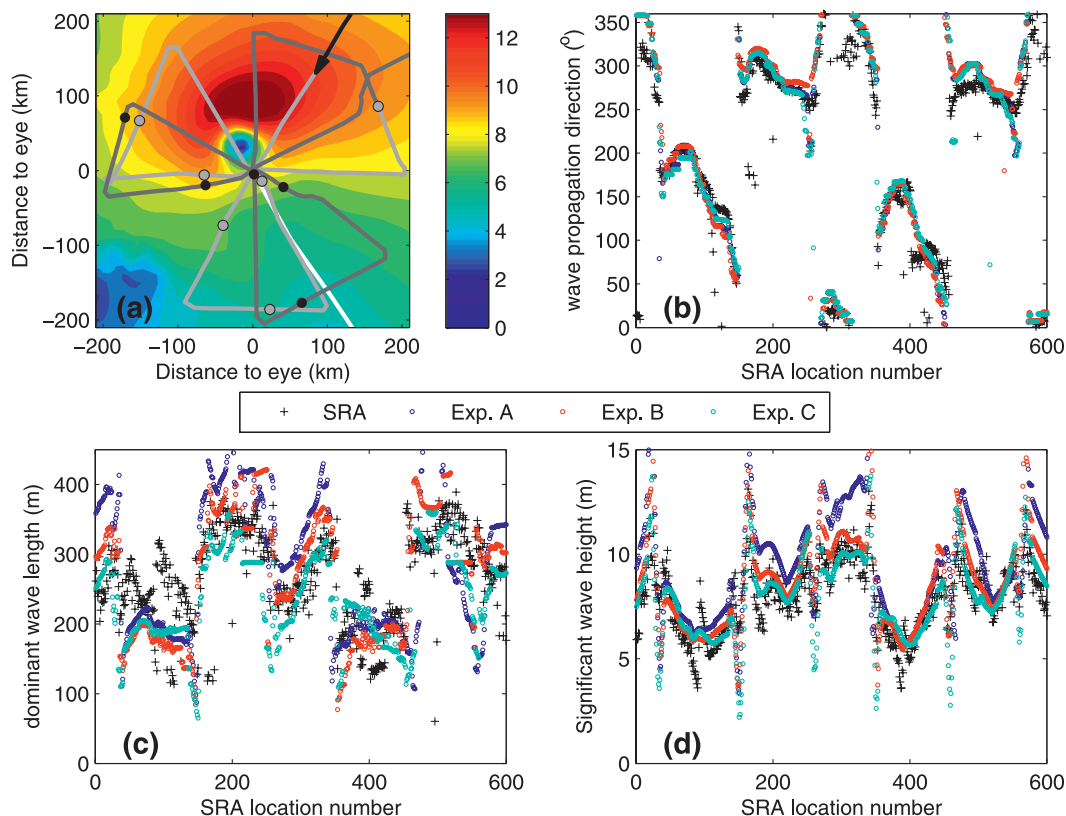 200
100
0
−100
−200
Distance to eye (km)
−200
−100
0
100
200
Distance to eye (km)
(a)
12
10
8
6
4
2
0
350
300
250
200
150
100
50
0
wave propagation direction (°)
0
200
400
600
SRA location number
(b)
SRA
Exp. A
Exp. B
Exp. C
400
300
200
100
0
dominant wave length (m)
0
200
400
600
SRA location number
(c)
15
10
5
0
Significant wave height (m)
0
200
400
600
SRA location number
(d)